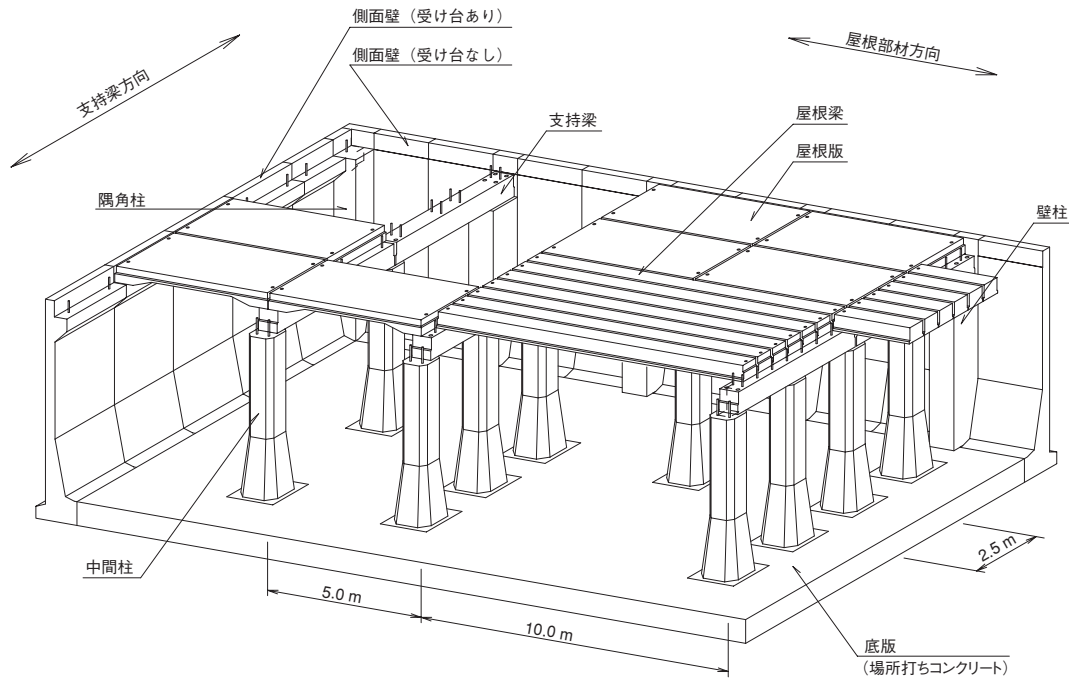 側面壁（受け台あり）
側面壁（受け台なし）
屋根部材方向
支持梁方向
支持梁
屋根梁
屋根版
隅角柱
壁柱
中間柱
5.0 m
10.0 m
2.5 m
底版
（場所打ちコンクリート）